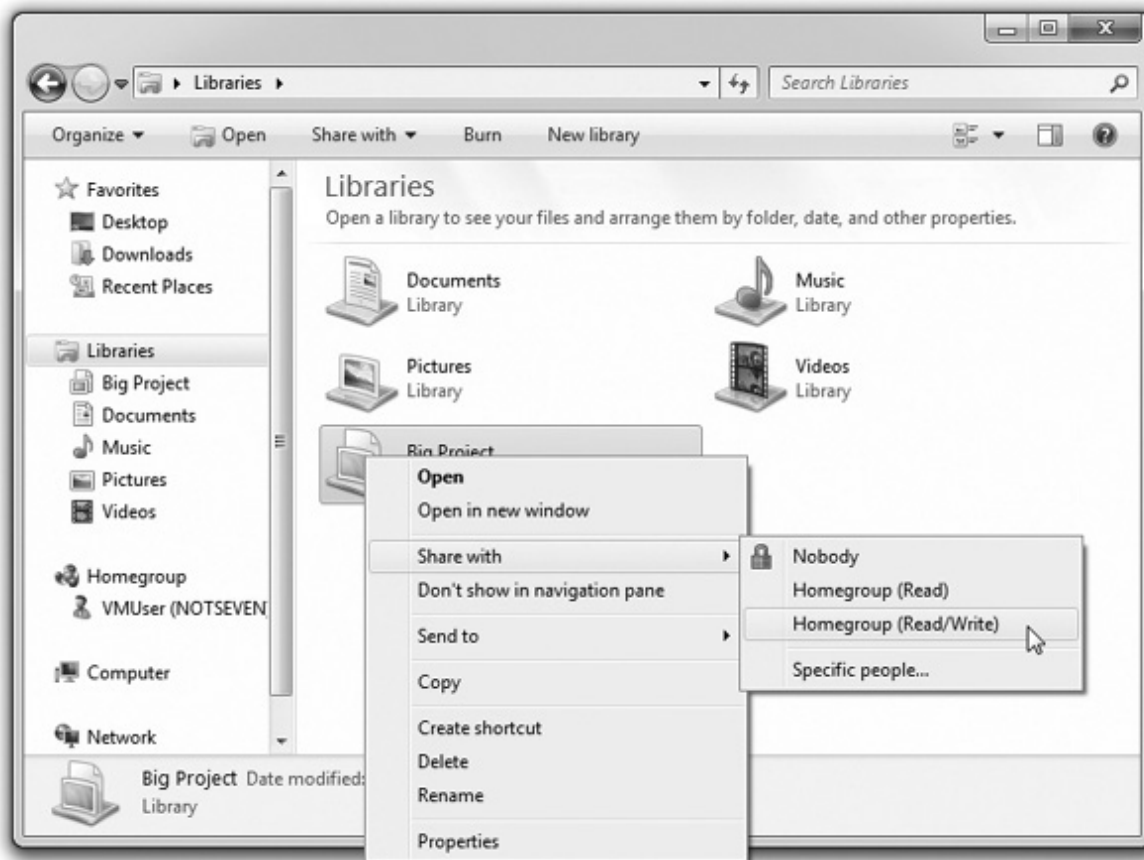 Libraries
Search Libraries
Organize Open Share with Burn New library
Favorites
Desktop
Downloads
Recent Places
Libraries
Big Project
Documents
Music
Pictures
Videos
Homegroup
VMUser (NOTSEVEN)
Computer
Network
Libraries
Open a library to see your files and arrange them by folder, date, and other properties.
Documents
Library
Music
Library
Pictures
Library
Videos
Library
Big Project
Open
Open in new window
Share with
Don't show in navigation pane
Send to
Copy
Create shortcut
Delete
Rename
Properties
Nobody
Homegroup (Read)
Homegroup (Read/Write)
Specific people...
Big Project Date modified:
Library